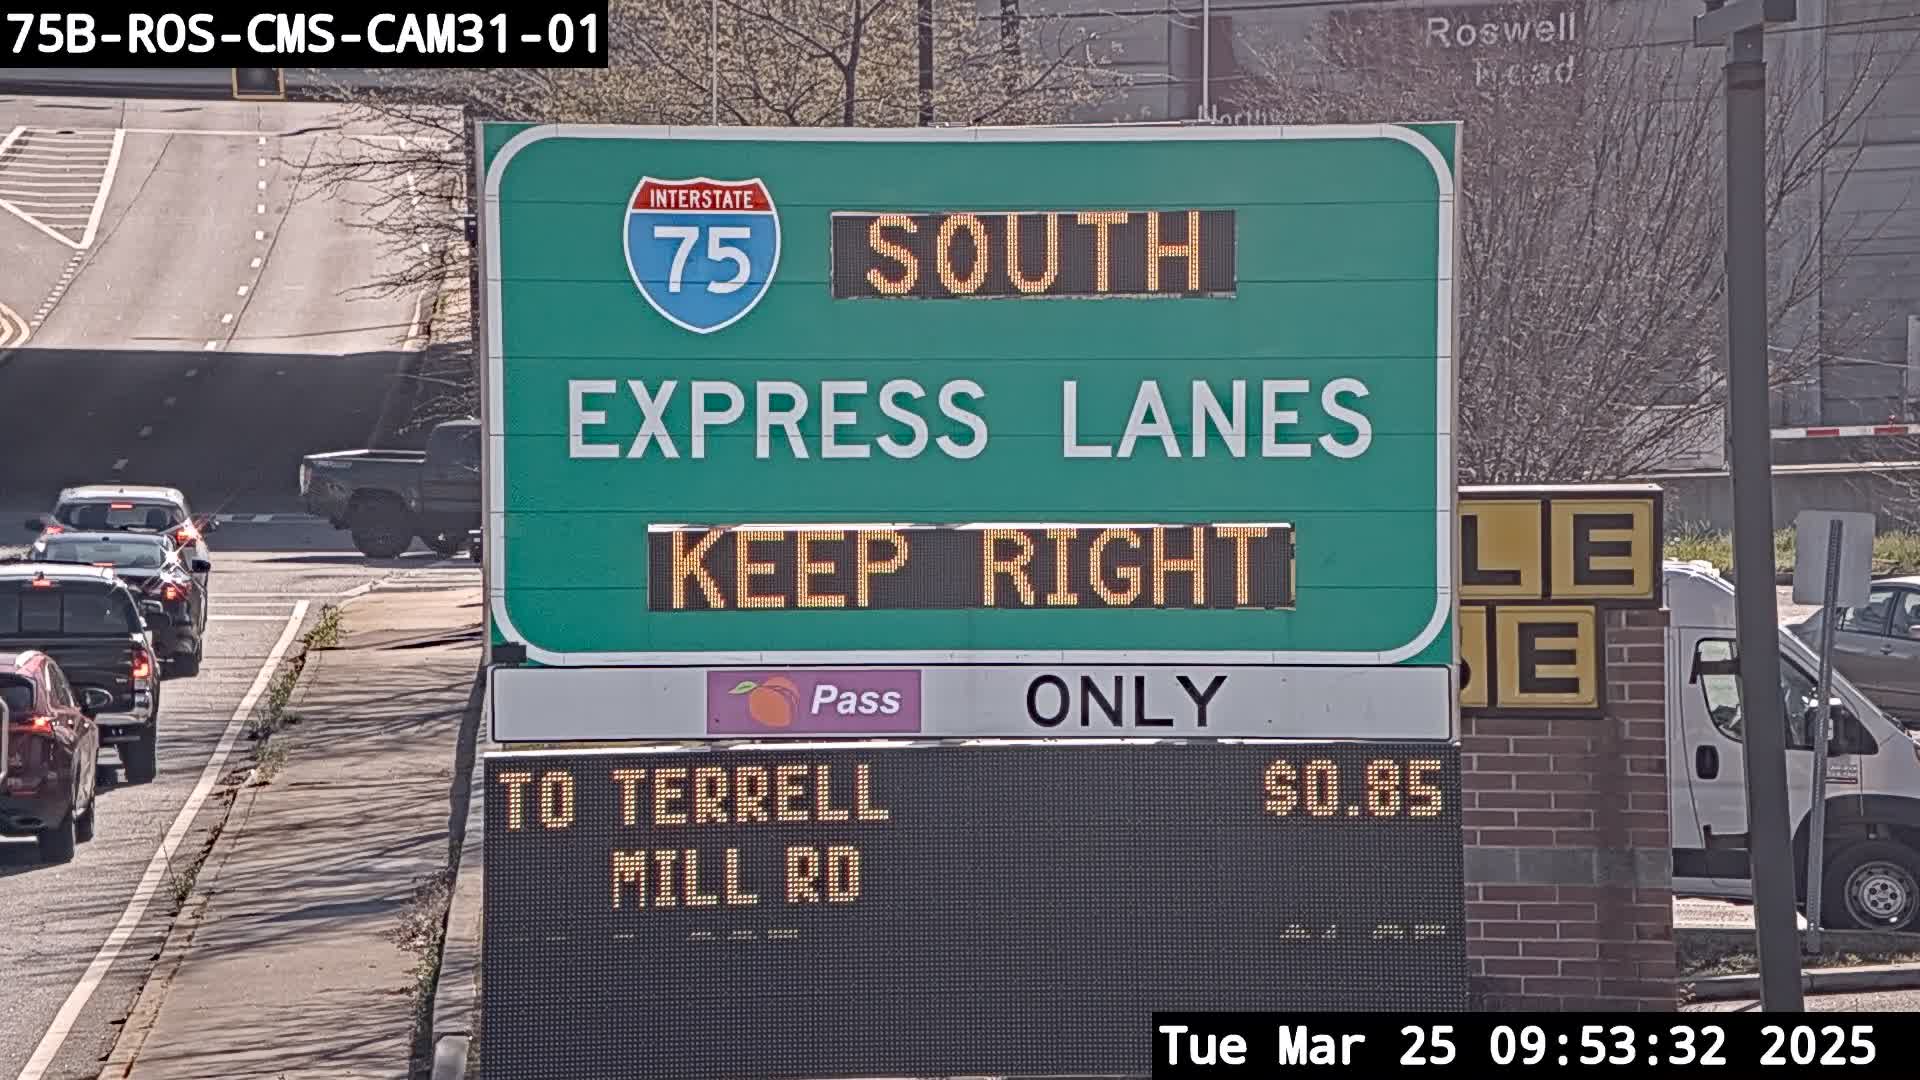 75B-ROS-CMS-CAM31-01
Roswell
Road
INTERSTATE
75
SOUTH
EXPRESS LANES
KEEP RIGHT
LE
E
Pass ONLY
TO TERRELL $0.85
MILL RD
Tue Mar 25 09:53:32 2025